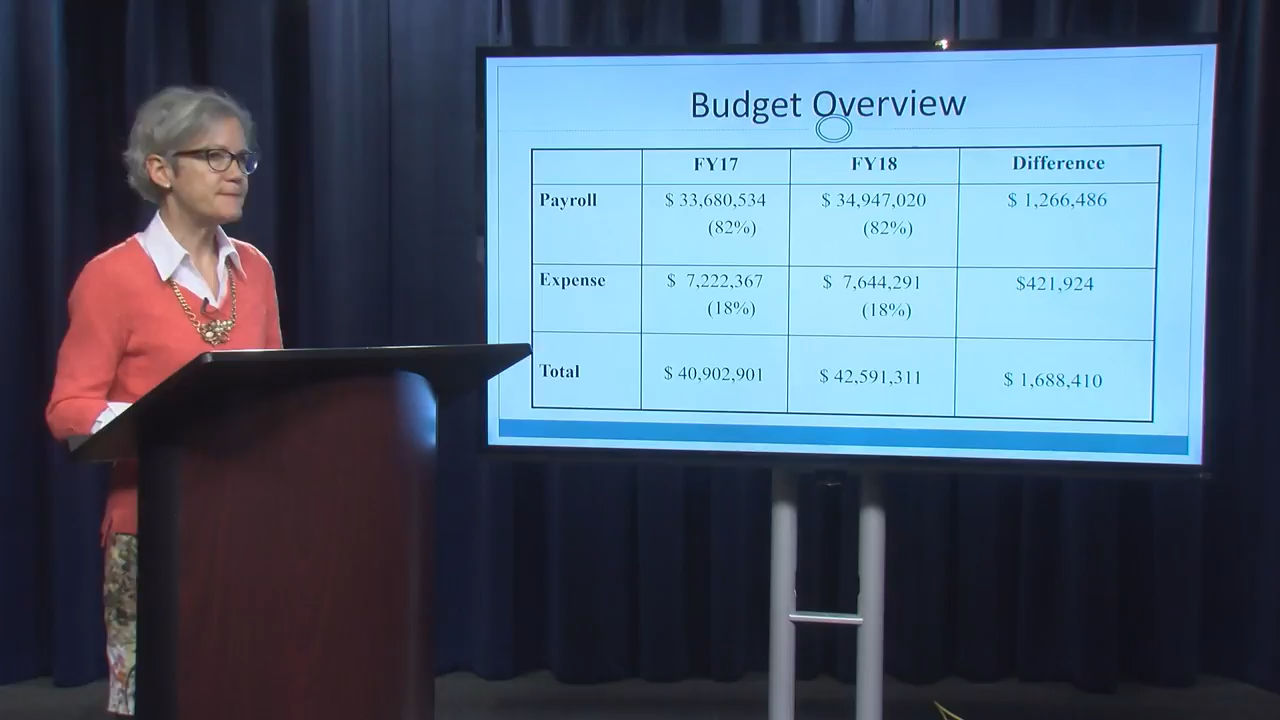 Budget Overview
FY17 FY18 Difference
Payroll $ 33,680,534 $ 34,947,020 $ 1,266,486
(82%) (82%)
Expense $ 7,222,367 $ 7,644,291 $421,924
(18%) (18%)
Total $ 40,902,901 $ 42,591,311 $ 1,688,410